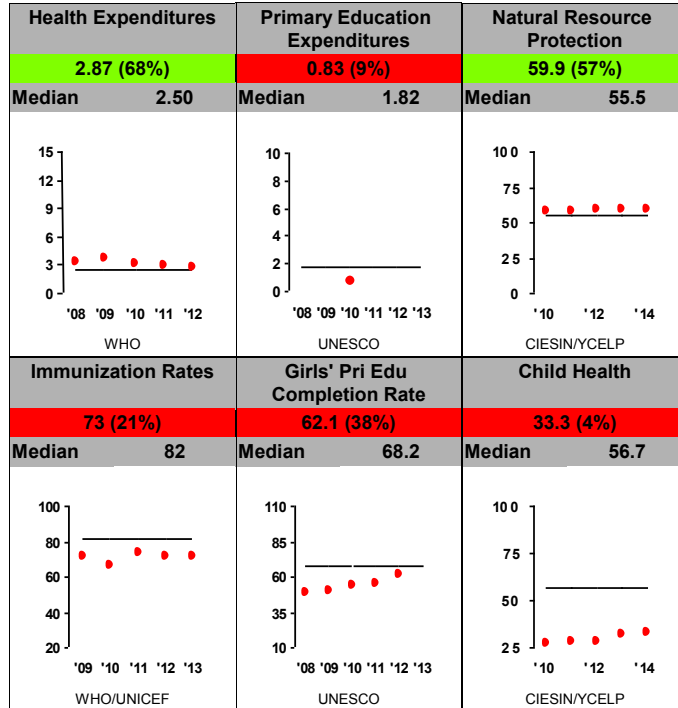 Health Expenditures
2.87 (68%)
Median 2.50
15
12
9
6
3
0
'08 '09 '10 '11 '12
WHO
Primary Education
Expenditures
0.83 (9%)
Median 1.82
10
8
6
4
2
0
'08 '09 '10 '11 '12 '13
UNESCO
Natural Resource
Protection
59.9 (57%)
Median 55.5
100
75
50
25
0
'10 '12 '14
CIESIN/YCELP
Immunization Rates
73 (21%)
Median 82
100
80
60
40
20
'09 '10 '11 '12 '13
WHO/UNICEF
Girls' Pri Edu
Completion Rate
62.1 (38%)
Median 68.2
110
85
60
35
10
'08 '09 '10 '11 '12 '13
UNESCO
Child Health
33.3 (4%)
Median 56.7
100
75
50
25
'10 '12 '14
CIESIN/YCELP